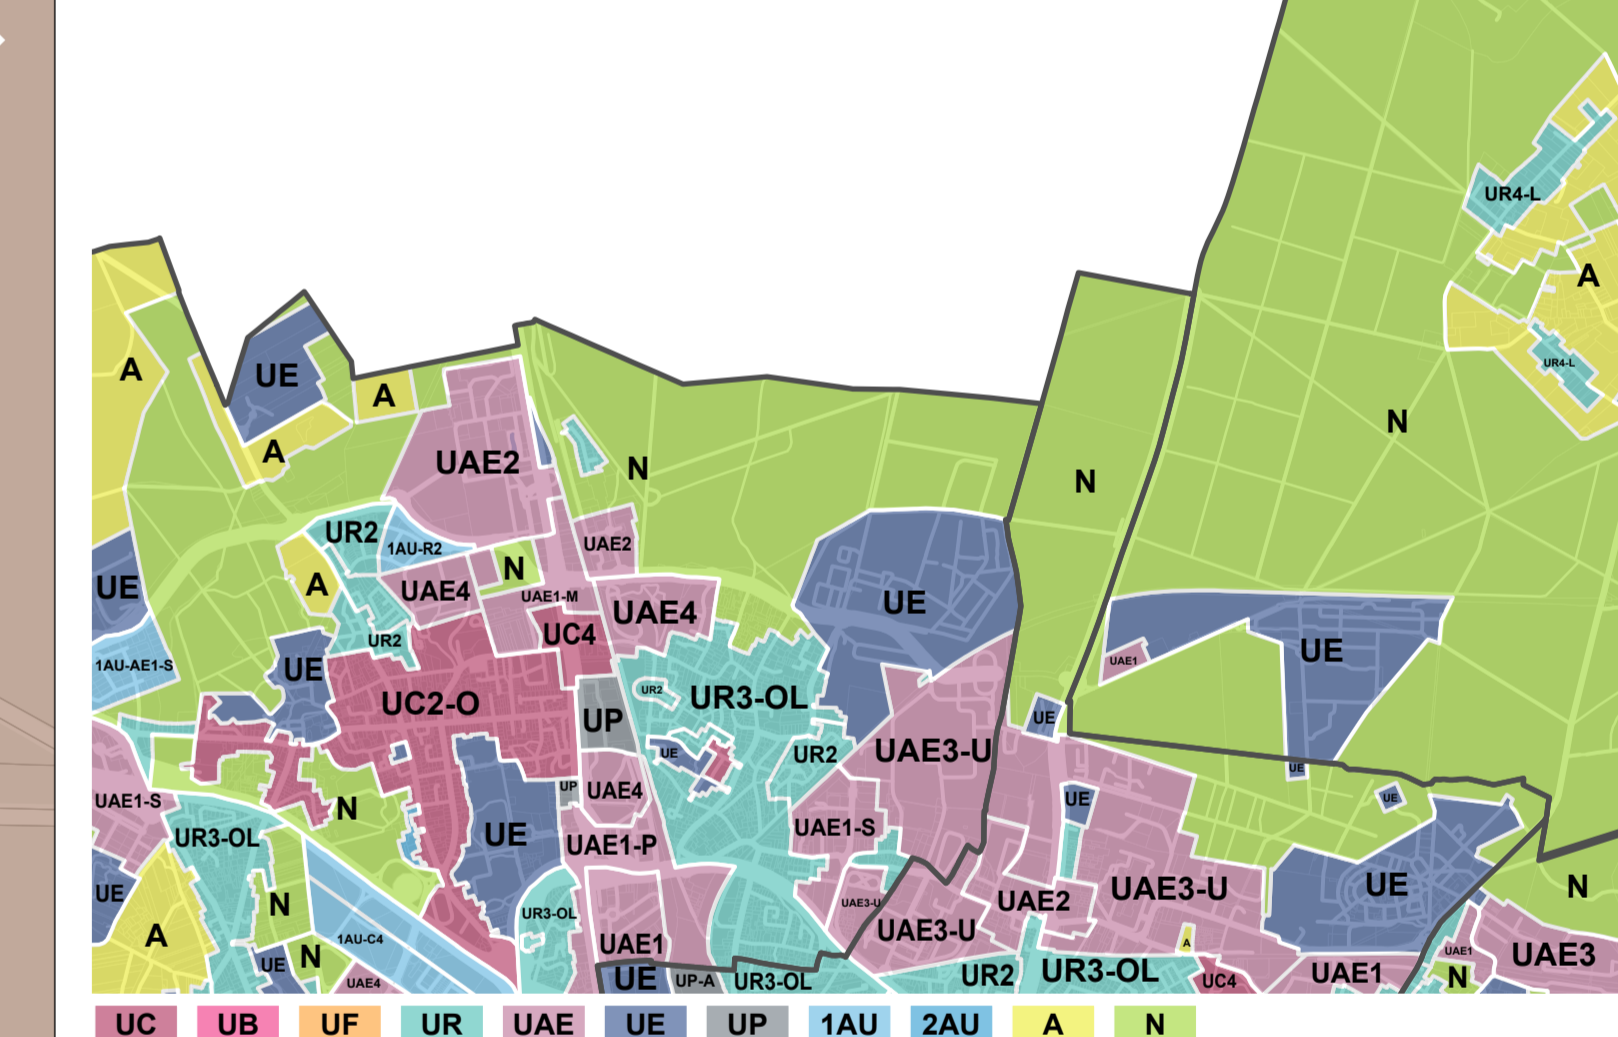 UR4-L
A
UR4-L
A
UE
A
A
N
UAE2
N
N
UR2
1AU-R2
UAE2
N
UE
A
UAE4
UAE1-M
UAE4
UE
UC4
UR2
UE
UAE1
1AU-AE1-S
UE
UC2-O
UR2
UR3-OL
UP
UE
UAE3-U
UE
UR2
UE
UP
UAE4
UE
UE
UAE1-S
N
UR3-OL
UE
UAE1-P
UAE1-S
UE
N
UR3-OL
UAE3-U
UAE2
UAE3-U
UE
N
A
1AU-C4
UAE1
UAE3-U
A
UAE1
UAE3
UE
N
UAE4
UE
UP-A
UR3-OL
UR2
UR3-OL
UC4
UAE1
N
UC UB UF UR UAE UE UP 1AU 2AU A N